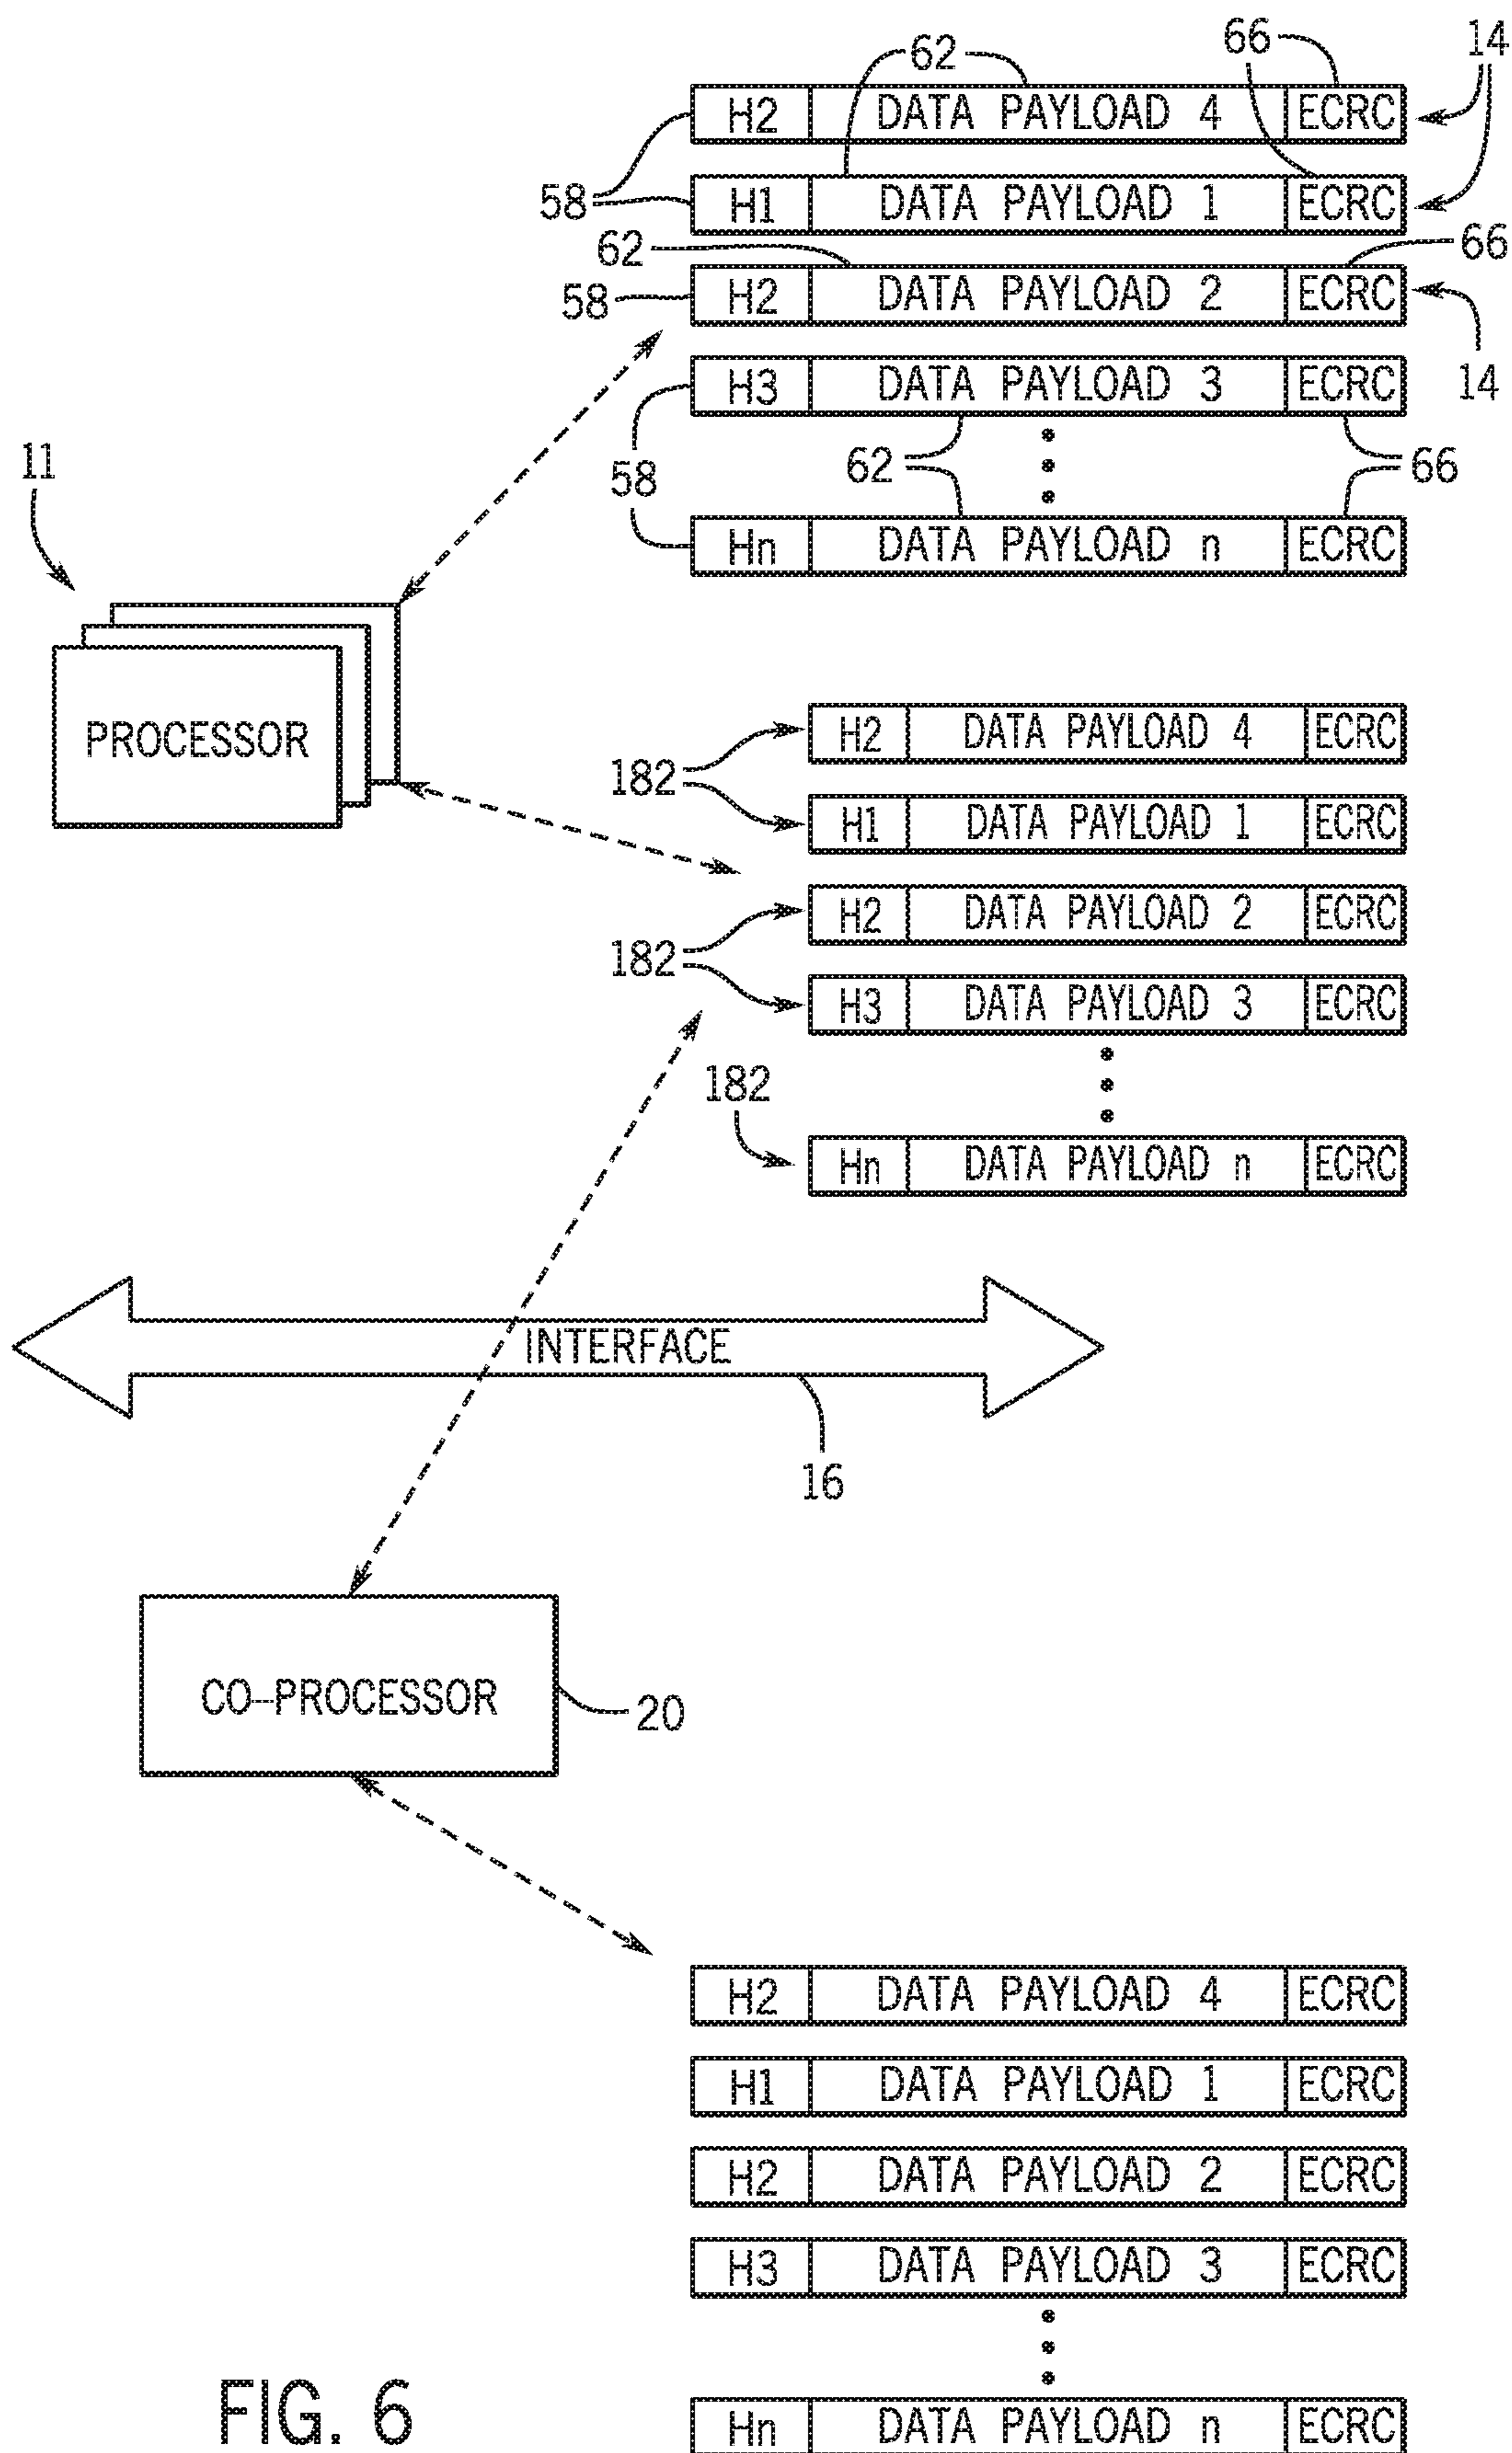 62 66 14
H2 DATA PAYLOAD 4 ECRC
58 H1 DATA PAYLOAD 1 ECRC
62 66
58 H2 DATA PAYLOAD 2 ECRC
H3 DATA PAYLOAD 3 ECRC 14
11 58 62 66
Hn DATA PAYLOAD n ECRC
PROCESSOR
H2 DATA PAYLOAD 4 ECRC
182
H1 DATA PAYLOAD 1 ECRC
H2 DATA PAYLOAD 2 ECRC
182
H3 DATA PAYLOAD 3 ECRC
182
Hn DATA PAYLOAD n ECRC
INTERFACE
16
CO-PROCESSOR 20
H2 DATA PAYLOAD 4 ECRC
H1 DATA PAYLOAD 1 ECRC
H2 DATA PAYLOAD 2 ECRC
H3 DATA PAYLOAD 3 ECRC
Hn DATA PAYLOAD n ECRC
FIG. 6